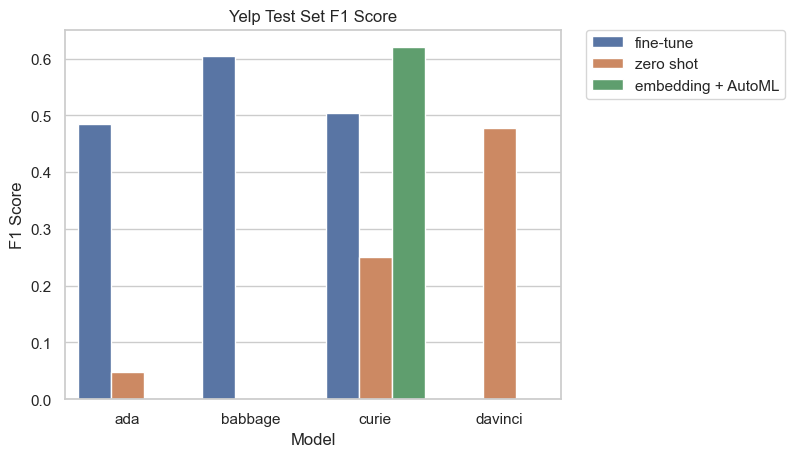 Yelp Test Set F1 Score
fine-tune
zero shot
embedding + AutoML
F1 Score
0.6
0.5
0.4
0.3
0.2
0.1
0.0
ada
babbage
curie
davinci
Model